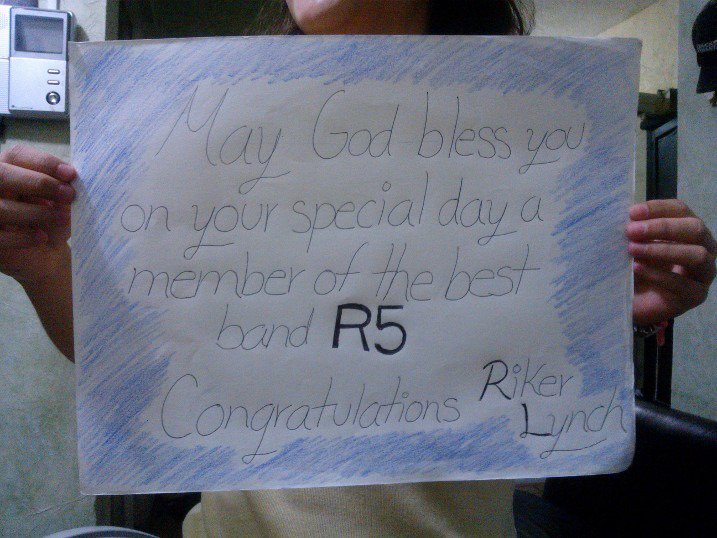 May God bless you
on your special day a
member of the best
band R5
Congratulations Riker
Lynch